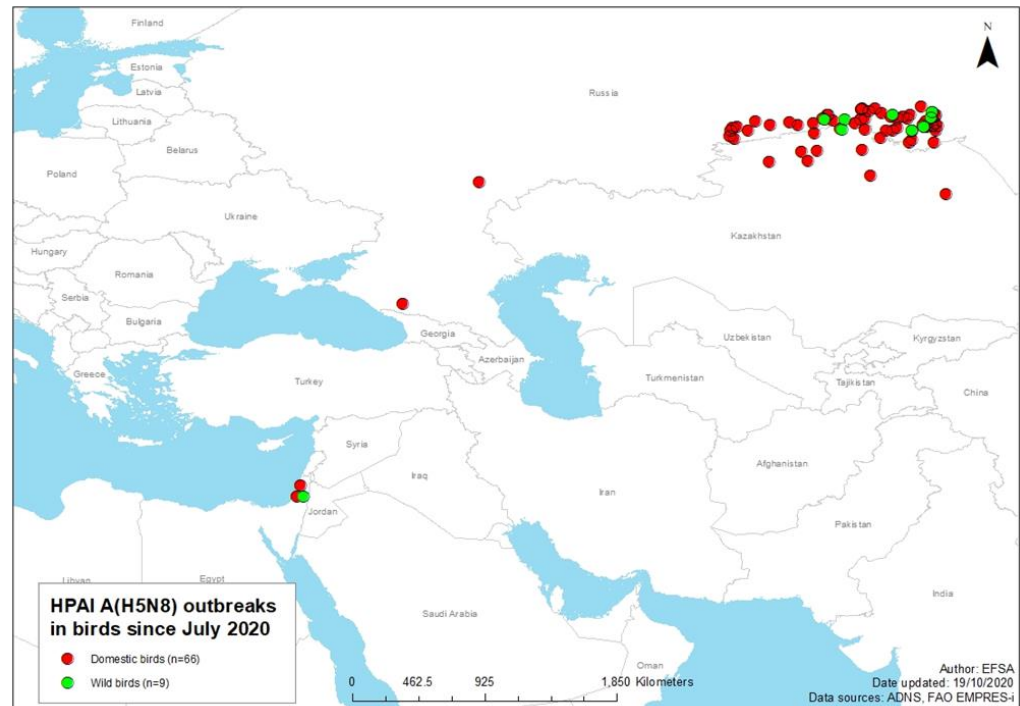 N
Finland
Russia
Estonia
Latvia
Lithuania
Belarus
Poland
Ukraine
Kazakhstan
Hungary
Romania
Serbia
Bulgaria
Georgia
Uzbekistan
Kyrgyzstan
Azerbaijan
Greece
Turkey
Turkmenistan
Tajikistan
China
Syria
Afghanistan
Iraq
Iran
Jordan
Pakistan
Libyan
Egypt
India
Saudi Arabia
Oman
HPAI A(H5N8) outbreaks
in birds since July 2020
Domestic birds (n=66)
Wild birds (n=9)
0 462.5 925 1,850 Kilometers
Author: EFSA
Date updated: 19/10/2020
Data sources: ADNS, FAO EMPRES-i